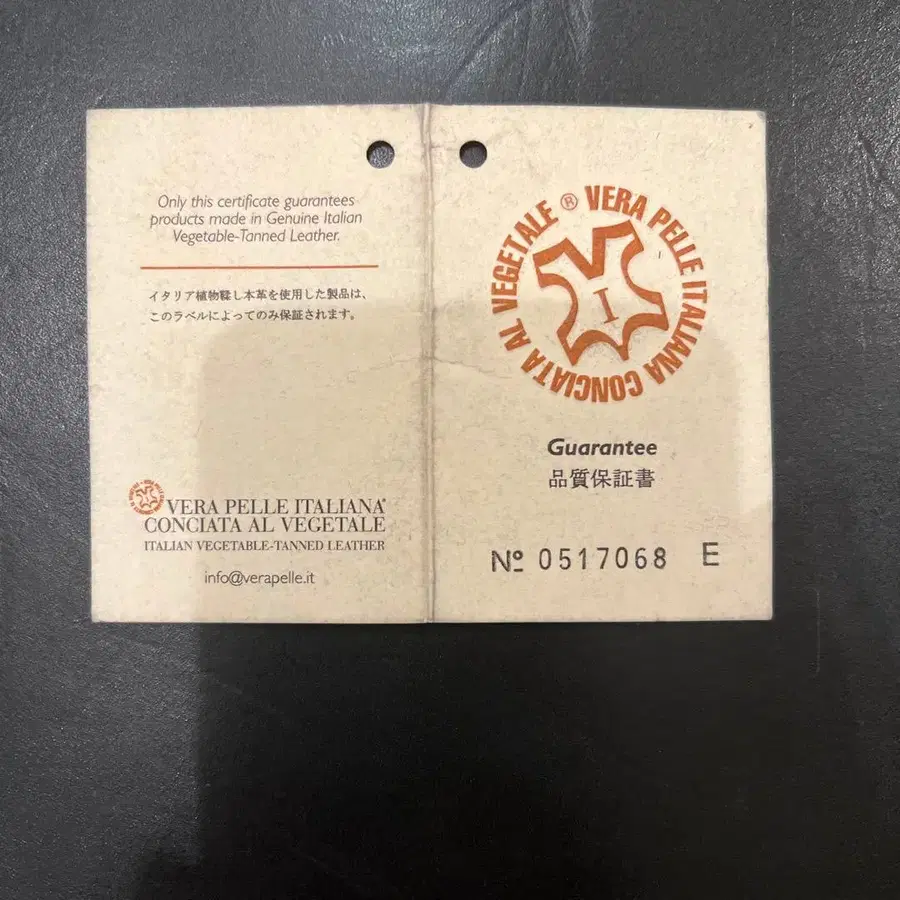 Only this certificate guarantees
products made in Genuine Italian
Vegetable-Tanned Leather.
イタリア植物鞣し本革を使用した製品は、
このラベルによってのみ保証されます。
VERA PELLE ITALIANA®
CONCIATA AL VEGETALE
ITALIAN VEGETABLE-TANNED LEATHER
info@verapelle.it
® VERA PELLE ITALIANA CONCIATA AL VEGETALE
I
Guarantee
品質保証書
Nº 0517068 E